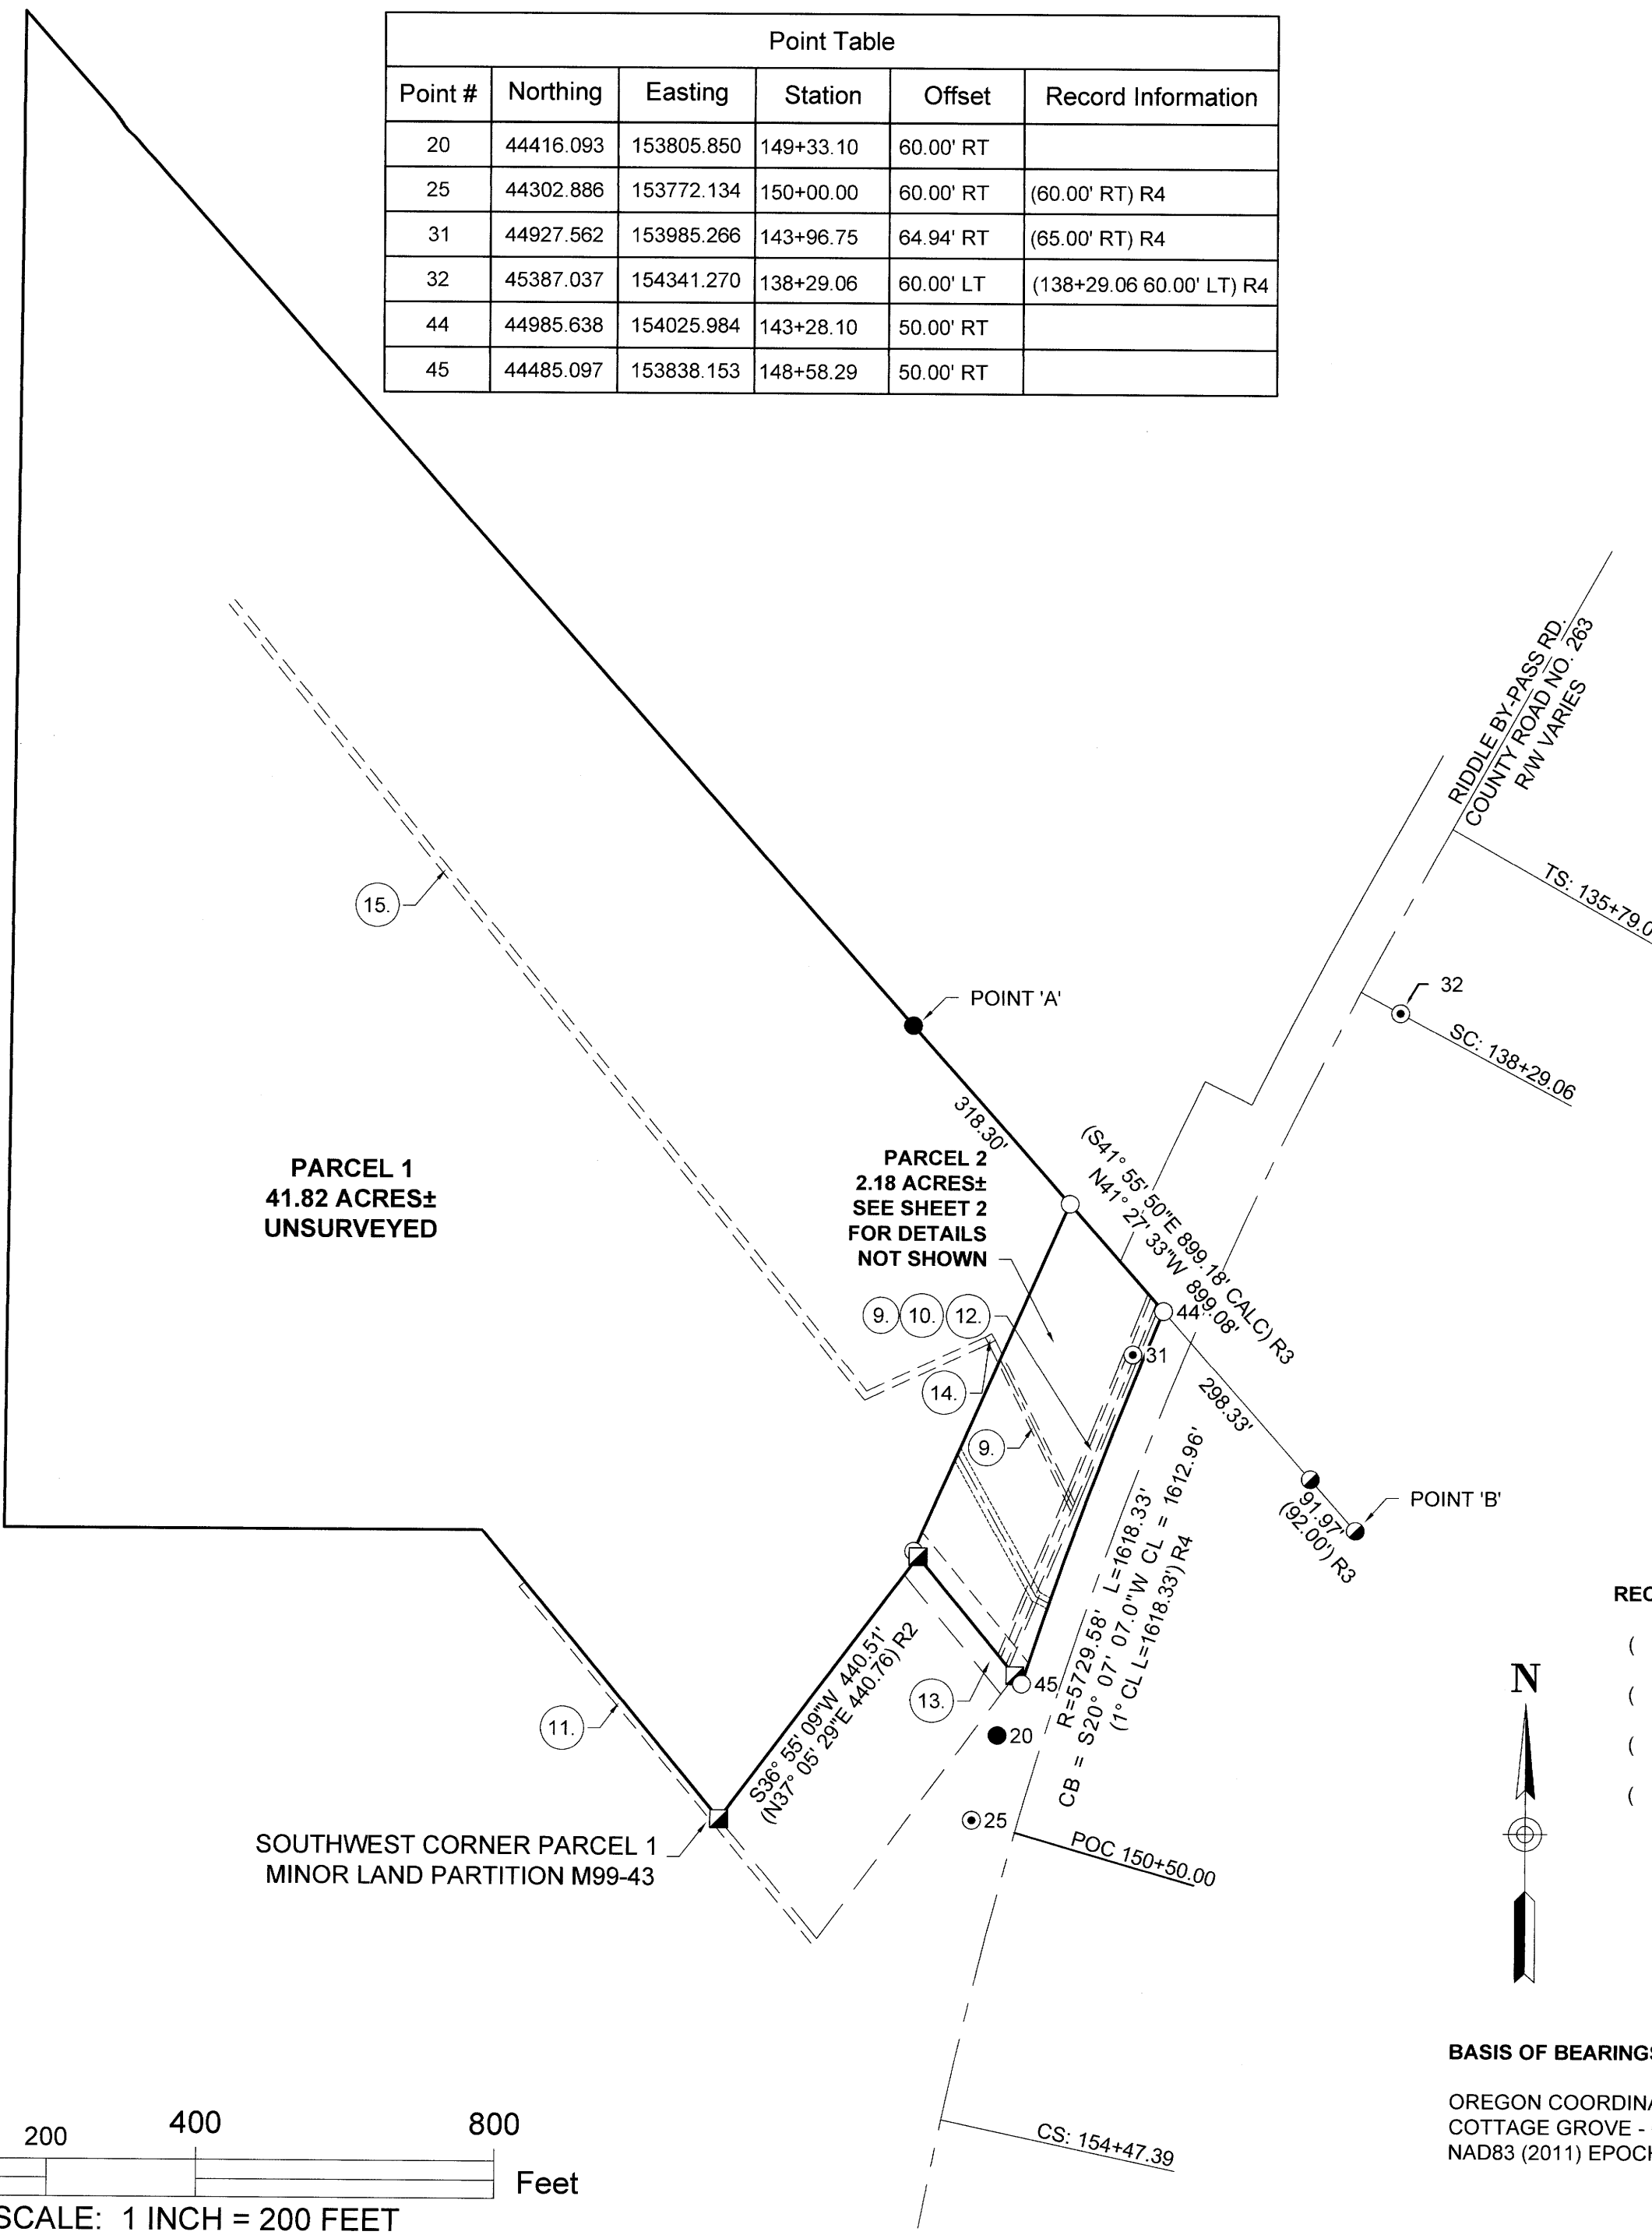 Point Table
Point # Northing Easting Station Offset Record Information
20 44416.093 153805.850 149+33.10 60.00' RT
25 44302.886 153772.134 150+00.00 60.00' RT (60.00' RT) R4
31 44927.562 153985.266 143+96.75 64.94' RT (65.00' RT) R4
32 45387.037 154341.270 138+29.06 60.00' LT (138+29.06 60.00' LT) R4
44 44985.638 154025.984 143+28.10 50.00' RT
45 44485.097 153838.153 148+58.29 50.00' RT
RIDDLE BY-PASS RD.
COUNTY ROAD NO. 263
R/W VARIES
TS: 135+79.0
15.
32
POINT 'A'
SC: 138+29.06
318.30'
(S41° 55' 50"E 899.18' CALC) R3
N41° 27' 33"W 899.08'
PARCEL 1
41.82 ACRES±
UNSURVEYED
PARCEL 2
2.18 ACRES±
SEE SHEET 2
FOR DETAILS
NOT SHOWN
9. 10. 12.
44
31
14.
298.33'
9.
POINT 'B'
91.97'
(92.00') R3
R=5729.58' L=1618.33'
CB = S20° 07' 07.0"W CL = 1612.96'
(1° CL L=1618.33') R4
REC
(
(
(
(
N
S36° 55' 09"W 440.51'
(N37° 05' 29"E 440.76) R2
13.
45
11.
20
25
SOUTHWEST CORNER PARCEL 1
MINOR LAND PARTITION M99-43
POC 150+50.00
BASIS OF BEARINGS
OREGON COORDINA
COTTAGE GROVE -
NAD83 (2011) EPOCH
CS: 154+47.39
200 400 800
Feet
SCALE: 1 INCH = 200 FEET